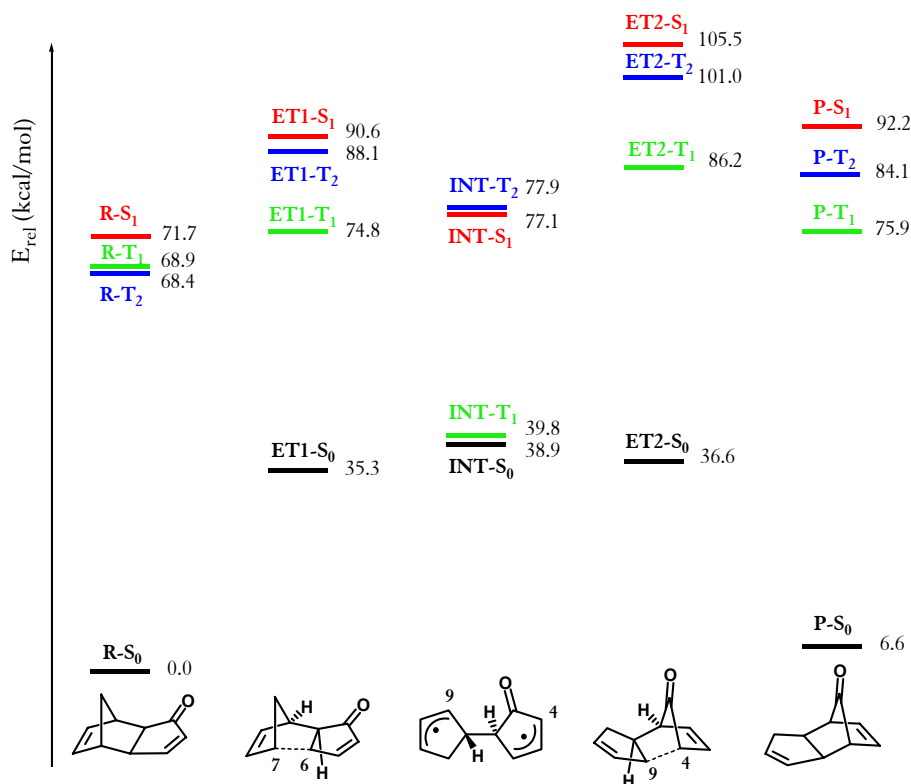 E_rel (kcal/mol)
R-S₁
71.7
R-T₁
68.9
68.4
R-T₂
R-S₀
0.0
O
ET1-S₁
90.6
88.1
ET1-T₂
ET1-T₁
74.8
ET1-S₀
35.3
H
O
7
6
H
INT-T₂
77.9
77.1
INT-S₁
INT-T₁
39.8
38.9
INT-S₀
9
H
O
4
H
ET2-S₁
105.5
ET2-T₂
101.0
ET2-T₁
86.2
ET2-S₀
36.6
O
H
H
9
4
P-S₁
92.2
P-T₂
84.1
P-T₁
75.9
P-S₀
6.6
O